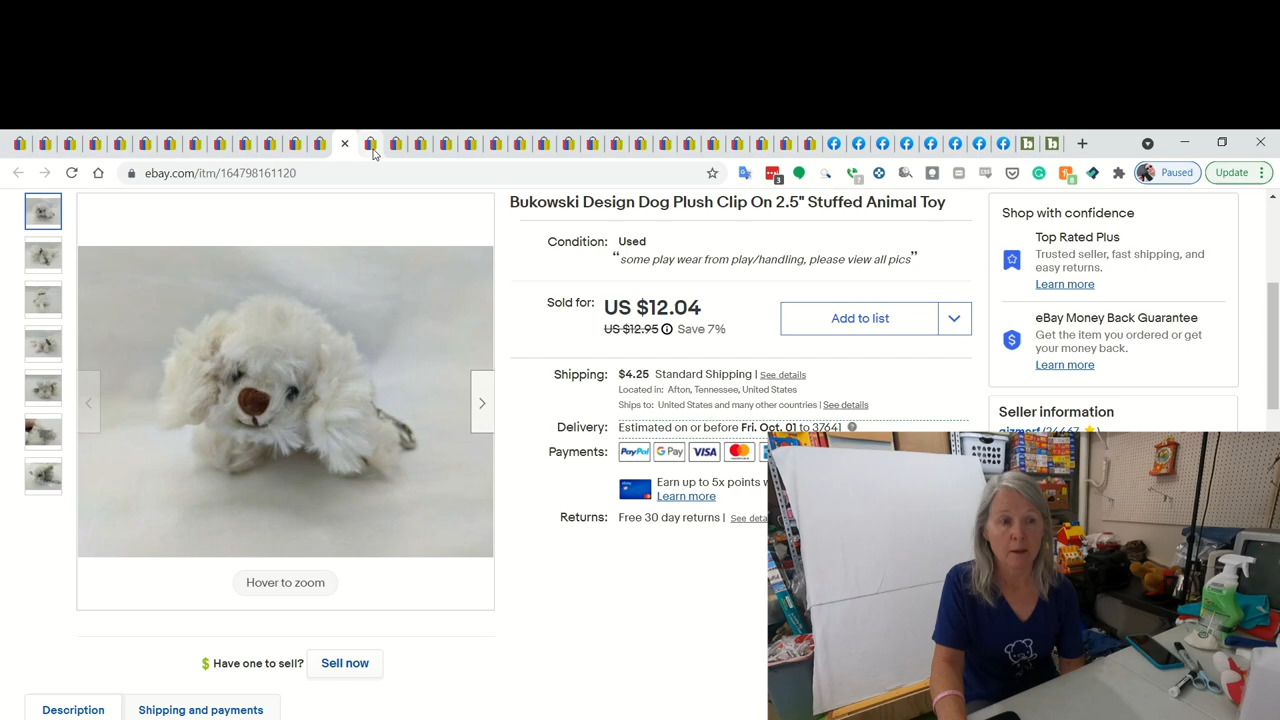 ebay.com/itm/164798161120
Paused
Update
3
8
Bukowski Design Dog Plush Clip On 2.5" Stuffed Animal Toy
Condition: Used
“some play wear from play/handling, please view all pics”
Sold for: US $12.04
US $12.95 Save 7%
Add to list
Shipping: $4.25 Standard Shipping | See details
Located in: Afton, Tennessee, United States
Ships to: United States and many other countries | See details
Delivery: Estimated on or before Fri. Oct. 01 to 37641
Payments: PayPal G Pay VISA
Earn up to 5x points
Learn more
Returns: Free 30 day returns |
Shop with confidence
Top Rated Plus
Trusted seller, fast shipping, and
easy returns.
Learn more
eBay Money Back Guarantee
Get the item you ordered or get
your money back.
Learn more
Seller information
Hover to zoom
Have one to sell? Sell now
Description
Shipping and payments